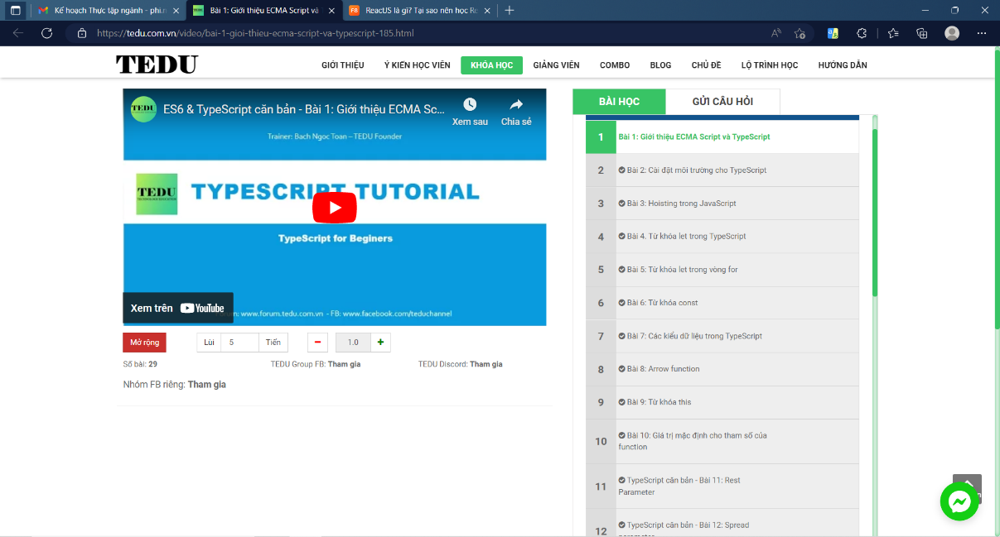 Kế hoạch Thực tập ngành - phi.n
Bài 1: Giới thiệu ECMA Script và
ReactJS là gì? Tại sao nên học Re
https://tedu.com.vn/video/bai-1-gioi-thieu-ecma-script-va-typescript-185.html
TEDU
GIỚI THIỆU
Ý KIẾN HỌC VIÊN
KHÓA HỌC
GIẢNG VIÊN
COMBO
BLOG
CHỦ ĐỀ
LỘ TRÌNH HỌC
HƯỚNG DẪN
TEDU
ES6 & TypeScript căn bản - Bài 1: Giới thiệu ECMA Sc...
Xem sau
Chia sẻ
Trainer: Bach Ngoc Toan – TEDU Founder
TEDU
TECHNOLOGY EDUCATION
TYPESCRIPT TUTORIAL
TypeScript for Beginers
Xem trên YouTube
: www.forum.tedu.com.vn - FB: www.facebook.com/teduchannel
Mở rộng
Lùi
5
Tiến
1.0
Số bài: 29
TEDU Group FB: Tham gia
TEDU Discord: Tham gia
Nhóm FB riêng: Tham gia
BÀI HỌC
GỬI CÂU HỎI
1 Bài 1: Giới thiệu ECMA Script và TypeScript
2 Bài 2: Cài đặt môi trường cho TypeScript
3 Bài 3: Hoisting trong JavaScript
4 Bài 4. Từ khóa let trong TypeScript
5 Bài 5: Từ khóa let trong vòng for
6 Bài 6: Từ khóa const
7 Bài 7: Các kiểu dữ liệu trong TypeScript
8 Bài 8: Arrow function
9 Bài 9: Từ khóa this
10 Bài 10: Giá trị mặc định cho tham số của
function
11 TypeScript căn bản - Bài 11: Rest
Parameter
12 TypeScript căn bản - Bài 12: Spread